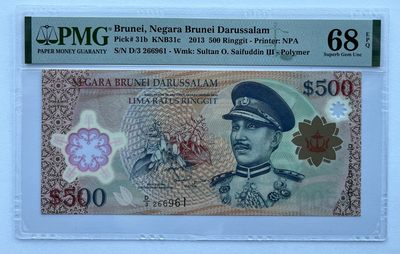 PMG
PAPER MONEY GUARANTY
Brunei, Negara Brunei Darussalam
Pick# 31b KNB31c 2013 500 Ringgit - Printer: NPA
S/N D/3 266961 - Wmk: Sultan O. Saifuddin III - Polymer
68 EPQ
Superb Gem Unc
NEGARA BRUNEI DARUSSALAM
LIMA RATUS RINGGIT
$500
$500
D/3 266961